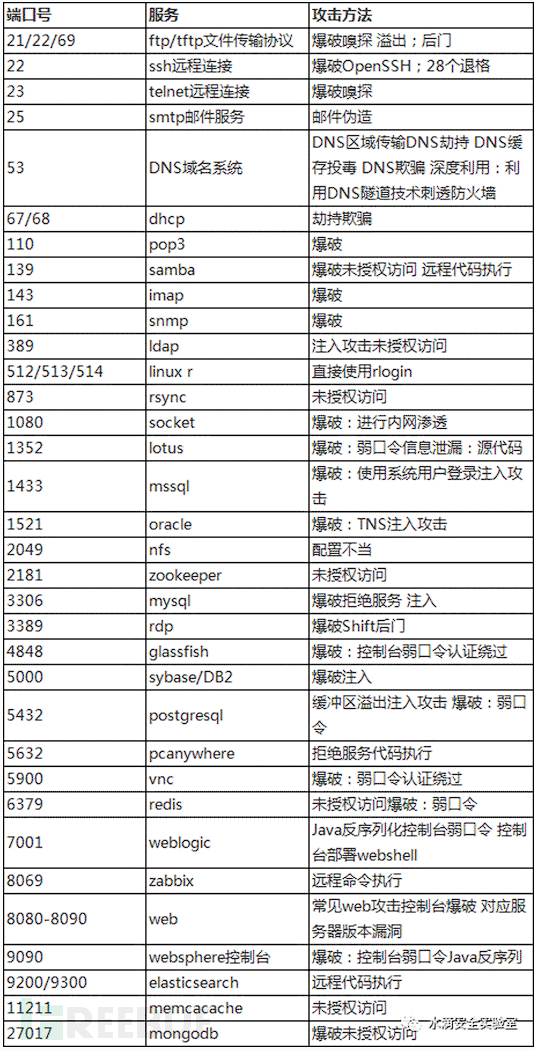 端口号 服务 攻击方法
21/22/69 ftp/tftp文件传输协议 爆破嗅探 溢出；后门
22 ssh远程连接 爆破OpenSSH；28个退格
23 telnet远程连接 爆破嗅探
25 smtp邮件服务 邮件伪造
53 DNS域名系统 DNS区域传输DNS劫持 DNS缓
存投毒 DNS欺骗 深度利用：利
用DNS隧道技术刺透防火墙
67/68 dhcp 劫持欺骗
110 pop3 爆破
139 samba 爆破未授权访问 远程代码执行
143 imap 爆破
161 snmp 爆破
389 ldap 注入攻击未授权访问
512/513/514 linux r 直接使用rlogin
873 rsync 未授权访问
1080 socket 爆破：进行内网渗透
1352 lotus 爆破：弱口令信息泄漏：源代码
1433 mssql 爆破：使用系统用户登录注入攻
击
1521 oracle 爆破：TNS注入攻击
2049 nfs 配置不当
2181 zookeeper 未授权访问
3306 mysql 爆破拒绝服务 注入
3389 rdp 爆破Shift后门
4848 glassfish 爆破：控制台弱口令认证绕过
5000 sybase/DB2 爆破注入
5432 postgresql 缓冲区溢出注入攻击 爆破：弱口
令
5632 pcanywhere 拒绝服务代码执行
5900 vnc 爆破：弱口令认证绕过
6379 redis 未授权访问爆破：弱口令
7001 weblogic Java反序列化控制台弱口令 控制
台部署webshell
8069 zabbix 远程命令执行
8080-8090 web 常见web攻击控制台爆破 对应服
务器版本漏洞
9090 websphere控制台 爆破：控制台弱口令Java反序列
9200/9300 elasticsearch 远程代码执行
11211 memcacache 未授权访问
27017 mongodb 爆破未授权访问
FREEBUF
水滴安全实验室